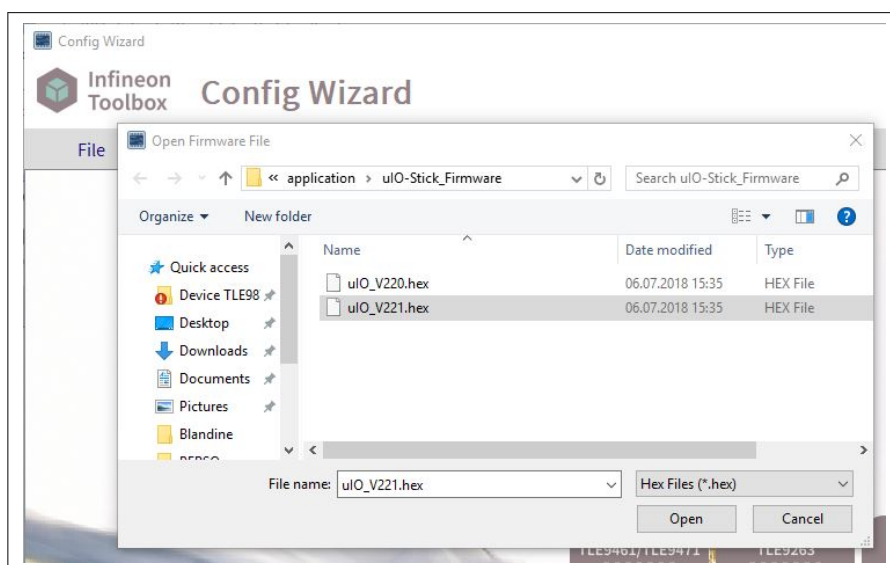 Config Wizard
Infineon
Toolbox
Config Wizard
File
Open Firmware File
« application › uIO-Stick_Firmware
Search uIO-Stick_Firmware
Organize
New folder
Name
Date modified
Type
Quick access
Device TLE98
Desktop
Downloads
Documents
Pictures
Blandine
uIO_V220.hex 06.07.2018 15:35 HEX File
uIO_V221.hex 06.07.2018 15:35 HEX File
File name: uIO_V221.hex
Hex Files (*.hex)
Open
Cancel
TLE9461/TLE9471
TLE9263